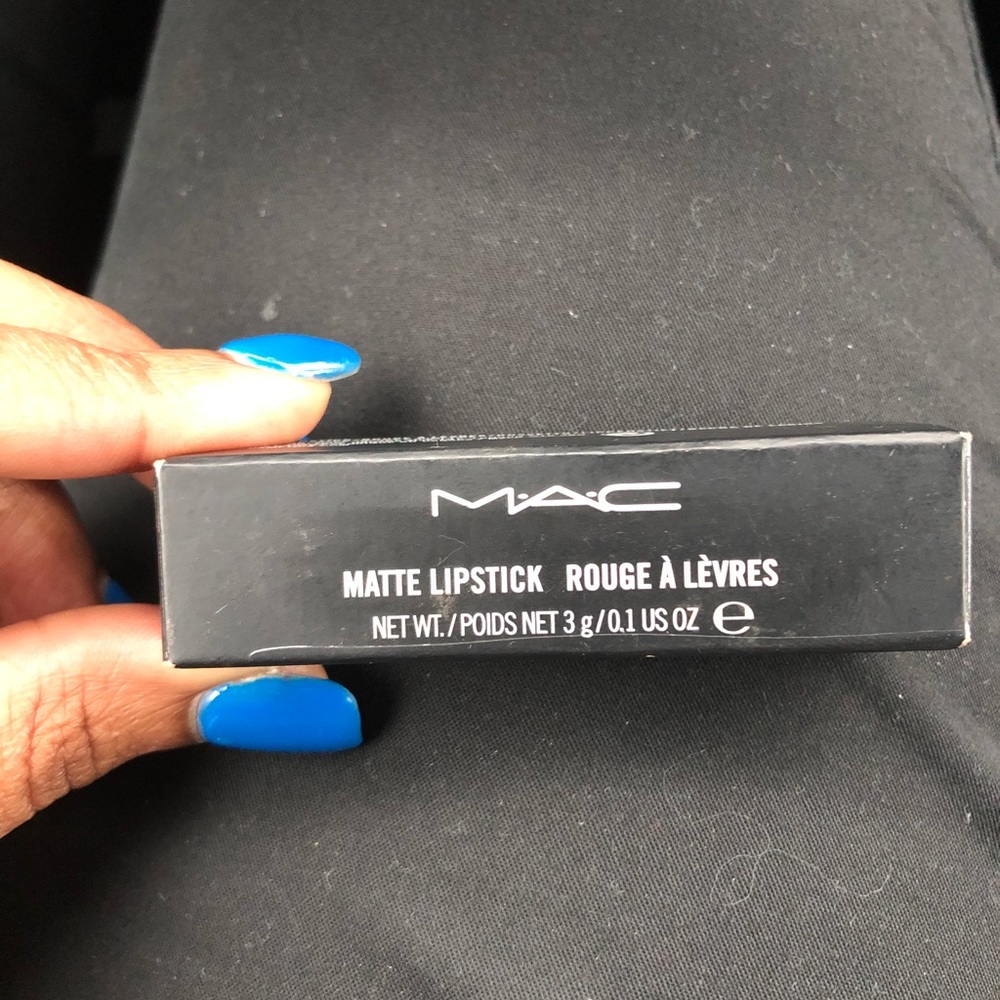 M·A·C
MATTE LIPSTICK ROUGE À LÈVRES
NET WT./POIDS NET 3 g/0.1 US OZ ℮